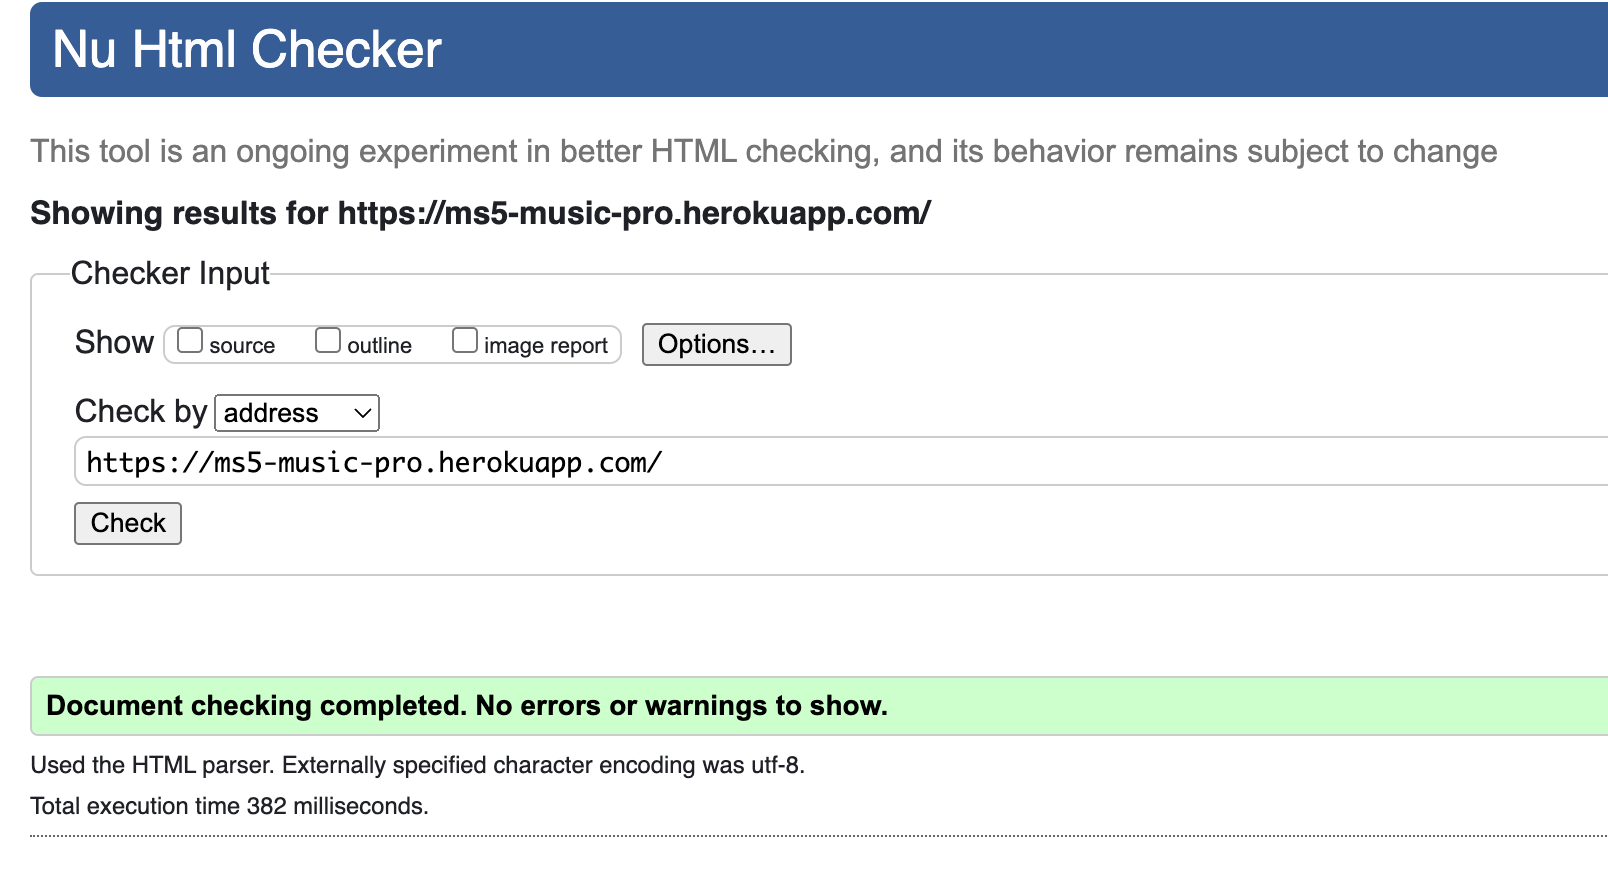 Nu Html Checker
This tool is an ongoing experiment in better HTML checking, and its behavior remains subject to change
Showing results for https://ms5-music-pro.herokuapp.com/
Checker Input
Show source outline image report Options…
Check by address
https://ms5-music-pro.herokuapp.com/
Check
Document checking completed. No errors or warnings to show.
Used the HTML parser. Externally specified character encoding was utf-8.
Total execution time 382 milliseconds.